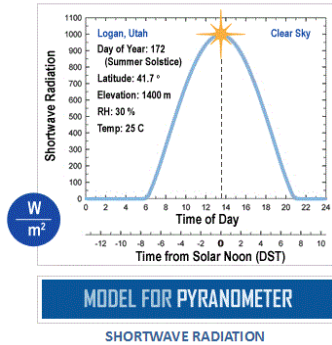 Logan, Utah
Clear Sky
Day of Year: 172
(Summer Solstice)
Latitude: 41.7 °
Elevation: 1400 m
RH: 30 %
Temp: 25 C
Shortwave Radiation
1100
1000
900
800
700
600
500
400
300
200
100
0
0 2 4 6 8 10 12 14 16 18 20 22 24
Time of Day
-12 -10 -8 -6 -4 -2 0 2 4 6 8 10
Time from Solar Noon (DST)
W
m²
MODEL FOR PYRANOMETER
SHORTWAVE RADIATION